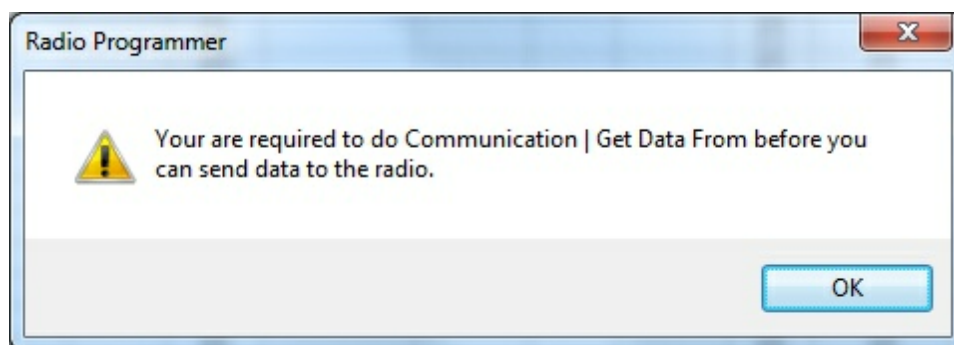 Radio Programmer
Your are required to do Communication | Get Data From before you
can send data to the radio.
OK